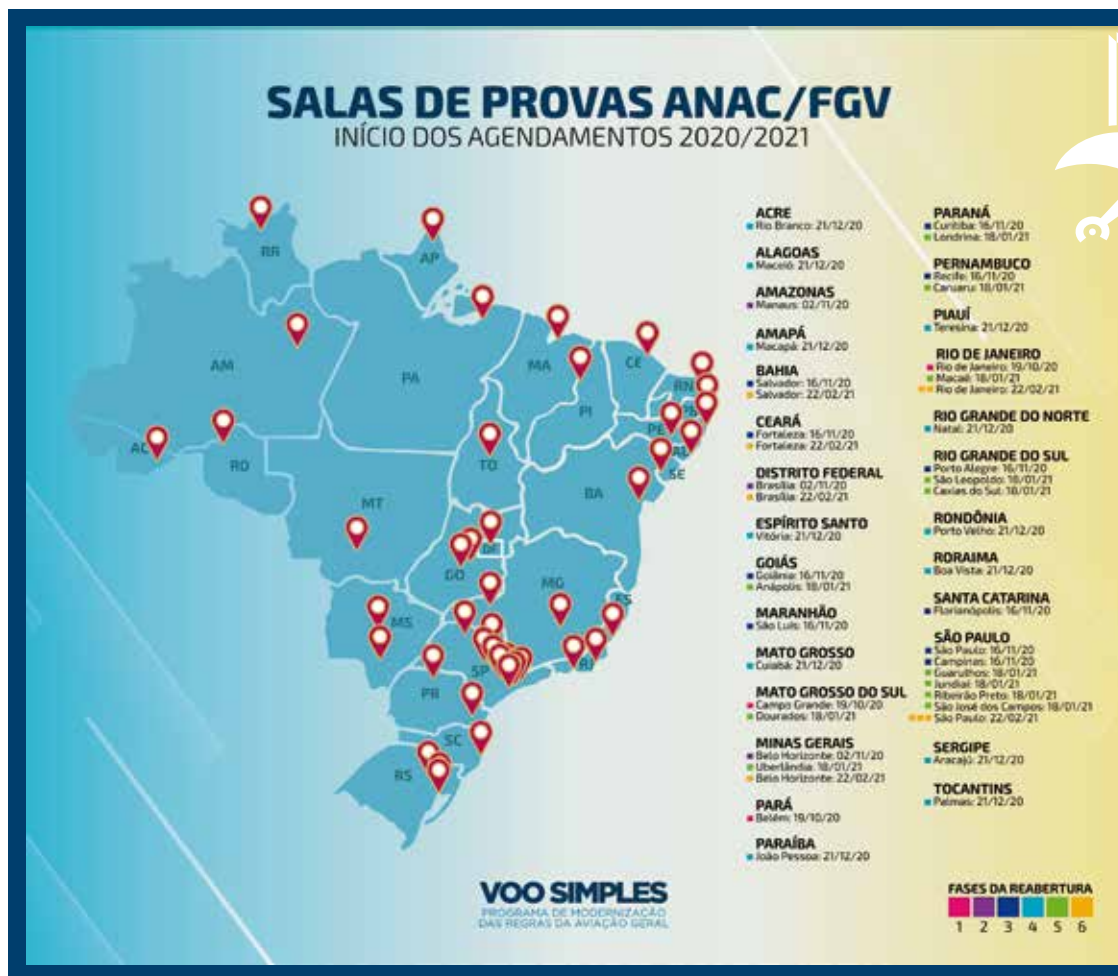 SALAS DE PROVAS ANAC/FGV
INÍCIO DOS AGENDAMENTOS 2020/2021
RR
AP
AM
PA
MA
CE
RN
PB
PE
AL
SE
PI
AC
RO
TO
BA
MT
DF
GO
MG
ES
MS
SP
RJ
PR
SC
RS
ACRE
Rio Branco: 21/12/20
ALAGOAS
Maceió: 21/12/20
AMAZONAS
Manaus: 02/11/20
AMAPÁ
Macapá: 21/12/20
BAHIA
Salvador: 16/11/20
Salvador: 22/02/21
CEARÁ
Fortaleza: 16/11/20
Fortaleza: 22/02/21
DISTRITO FEDERAL
Brasília: 02/11/20
Brasília: 22/02/21
ESPÍRITO SANTO
Vitória: 21/12/20
GOIÁS
Goiânia: 16/11/20
Anápolis: 18/01/21
MARANHÃO
São Luís: 16/11/20
MATO GROSSO
Cuiabá: 21/12/20
MATO GROSSO DO SUL
Campo Grande: 19/10/20
Dourados: 18/01/21
MINAS GERAIS
Belo Horizonte: 02/11/20
Uberlândia: 18/01/21
Belo Horizonte: 22/02/21
PARÁ
Belém: 19/10/20
PARAÍBA
João Pessoa: 21/12/20
PARANÁ
Curitiba: 16/11/20
Londrina: 18/01/21
PERNAMBUCO
Recife: 16/11/20
Caruaru: 18/01/21
PIAUÍ
Teresina: 21/12/20
RIO DE JANEIRO
Rio de Janeiro: 19/10/20
Macaé: 18/01/21
Rio de Janeiro: 22/02/21
RIO GRANDE DO NORTE
Natal: 21/12/20
RIO GRANDE DO SUL
Porto Alegre: 16/11/20
São Leopoldo: 18/01/21
Caxias do Sul: 18/01/21
RONDÔNIA
Porto Velho: 21/12/20
RORAIMA
Boa Vista: 21/12/20
SANTA CATARINA
Florianópolis: 16/11/20
SÃO PAULO
São Paulo: 16/11/20
Campinas: 16/11/20
Guarulhos: 18/01/21
Jundiaí: 18/01/21
Ribeirão Preto: 18/01/21
São José dos Campos: 18/01/21
São Paulo: 22/02/21
SERGIPE
Aracajú: 21/12/20
TOCANTINS
Palmas: 21/12/20
VOO SIMPLES
PROGRAMA DE MODERNIZAÇÃO
DAS REGRAS DA AVIAÇÃO GERAL
FASES DA REABERTURA
1 2 3 4 5 6